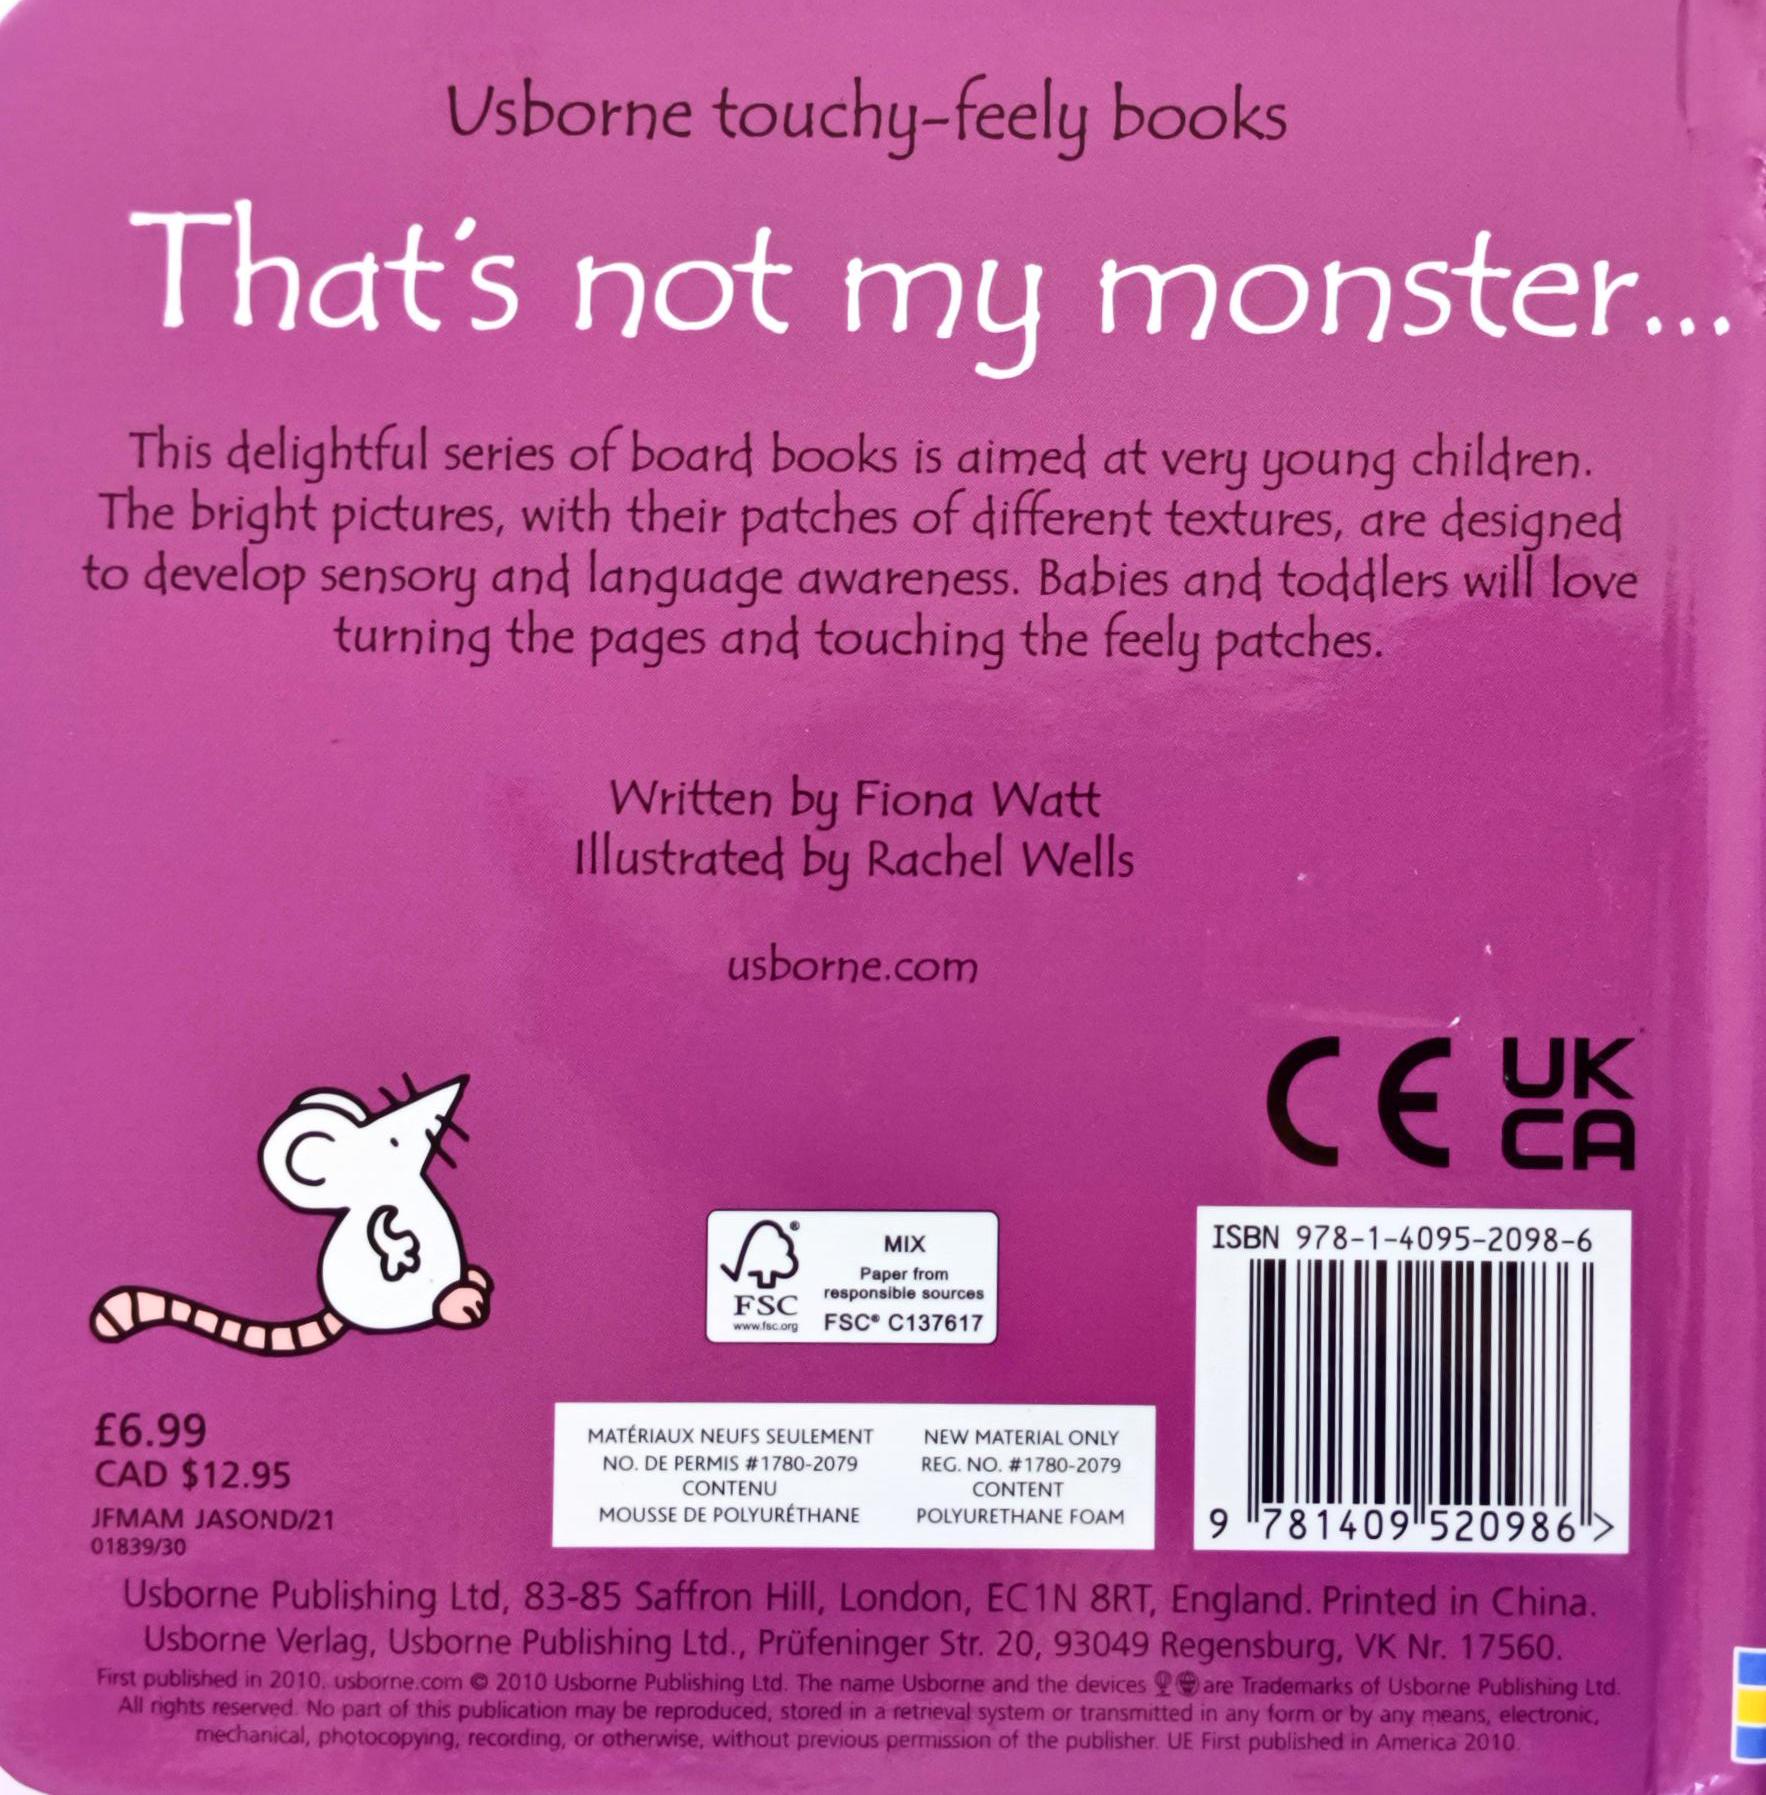 Usborne touchy-feely books
That's not my monster...
This delightful series of board books is aimed at very young children.
The bright pictures, with their patches of different textures, are designed
to develop sensory and language awareness. Babies and toddlers will love
turning the pages and touching the feely patches.
Written by Fiona Watt
Illustrated by Rachel Wells
usborne.com
CE UK
CA
FSC
www.fsc.org
MIX
Paper from
responsible sources
FSC® C137617
ISBN 978-1-4095-2098-6
9 781409 520986 >
£6.99
CAD $12.95
JFMAM JASOND/21
01839/30
MATÉRIAUX NEUFS SEULEMENT
NO. DE PERMIS #1780-2079
CONTENU
MOUSSE DE POLYURÉTHANE
NEW MATERIAL ONLY
REG. NO. #1780-2079
CONTENT
POLYURETHANE FOAM
Usborne Publishing Ltd, 83-85 Saffron Hill, London, EC1N 8RT, England. Printed in China.
Usborne Verlag, Usborne Publishing Ltd., Prüfeninger Str. 20, 93049 Regensburg, VK Nr. 17560.
First published in 2010. usborne.com © 2010 Usborne Publishing Ltd. The name Usborne and the devices are Trademarks of Usborne Publishing Ltd.
All rights reserved. No part of this publication may be reproduced, stored in a retrieval system or transmitted in any form or by any means, electronic,
mechanical, photocopying, recording, or otherwise, without previous permission of the publisher. UE First published in America 2010.